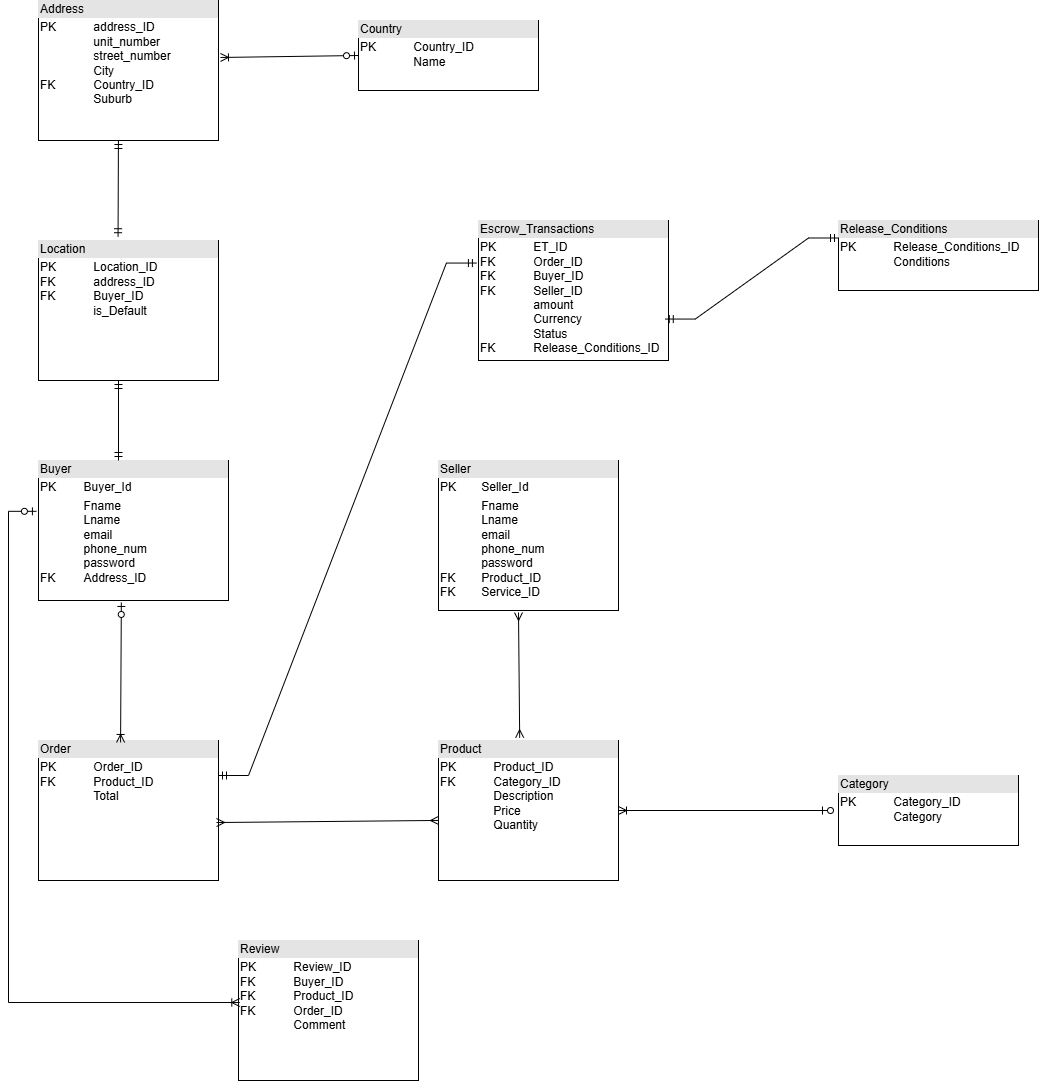 Address
PK address_ID
unit_number
street_number
City
FK Country_ID
Suburb
Country
PK Country_ID
Name
Location
PK Location_ID
FK address_ID
FK Buyer_ID
is_Default
Escrow_Transactions
PK ET_ID
FK Order_ID
FK Buyer_ID
FK Seller_ID
amount
Currency
Status
FK Release_Conditions_ID
Release_Conditions
PK Release_Conditions_ID
Conditions
Buyer
PK Buyer_Id
Fname
Lname
email
phone_num
password
FK Address_ID
Seller
PK Seller_Id
Fname
Lname
email
phone_num
password
FK Product_ID
FK Service_ID
Order
PK Order_ID
FK Product_ID
Total
Product
PK Product_ID
FK Category_ID
Description
Price
Quantity
Category
PK Category_ID
Category
Review
PK Review_ID
FK Buyer_ID
FK Product_ID
FK Order_ID
Comment